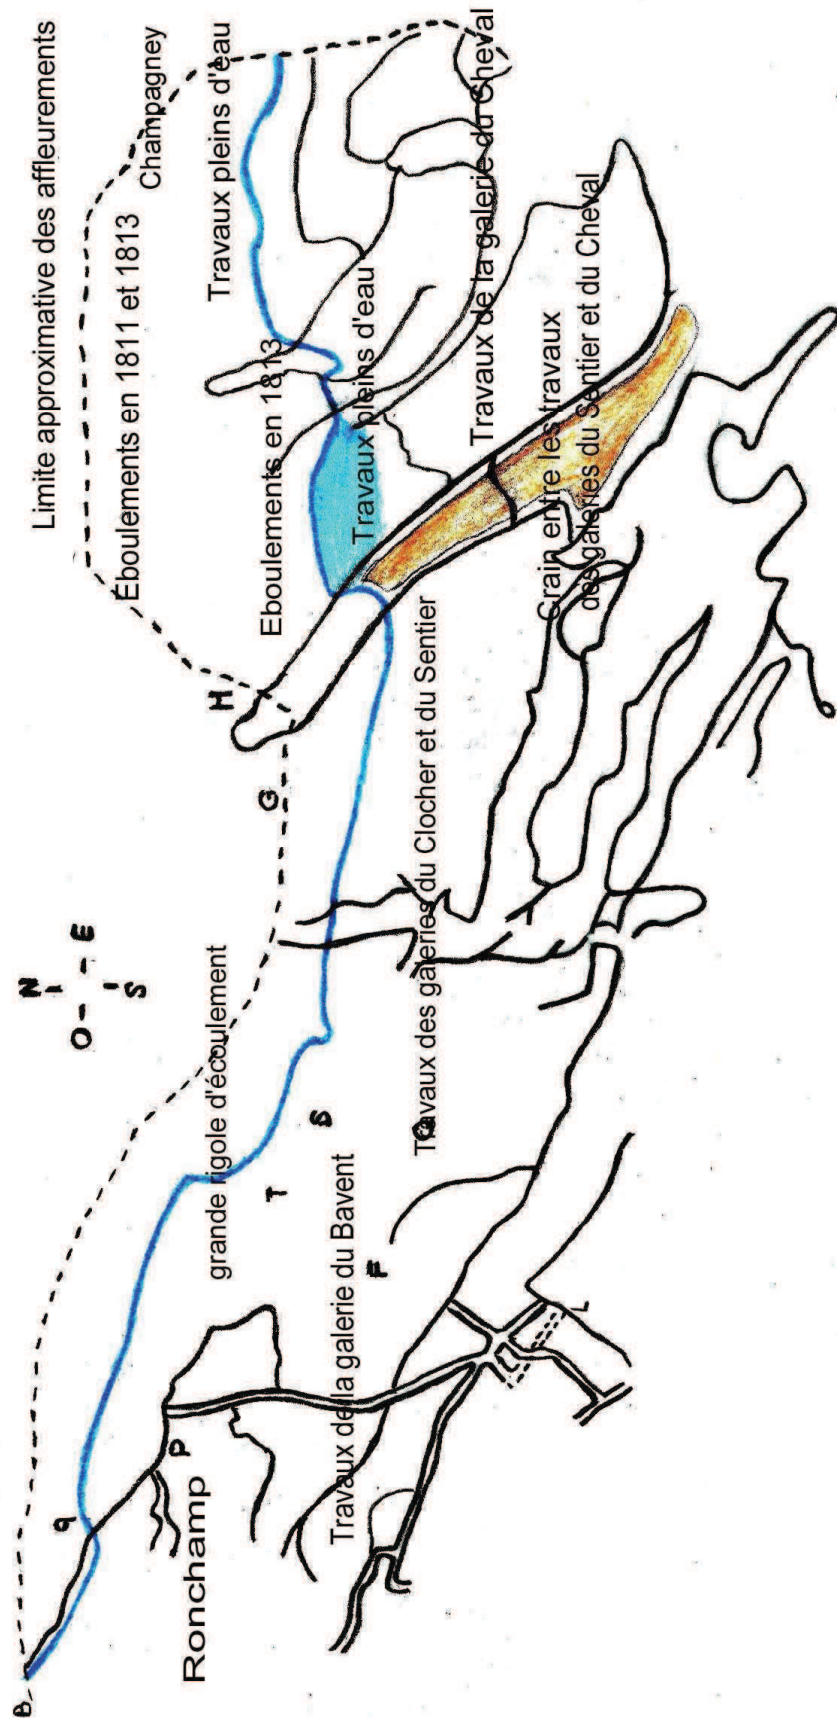 Limite approximative des affleurements
Éboulements en 1811 et 1813
Champagney
Travaux pleins d'eau
Eboulements en 1813
Travaux pleins d'eau
Travaux de la galerie du Cheval
Crain entre les travaux
des galeries du Sentier et du Cheval
H
G
N
O
E
S
grande rigole d'écoulement
Travaux des galeries du Clocher et du Sentier
S
T
F
Travaux de la galerie du Bavent
L
P
q
B
Ronchamp